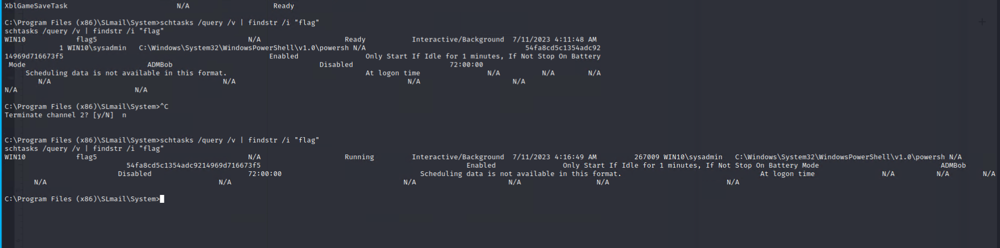 XblGameSaveTask N/A Ready
C:\Program Files (x86)\SLmail\System>schtasks /query /v | findstr /i "flag"
schtasks /query /v | findstr /i "flag"
WIN10 flag5 N/A Ready Interactive/Background 7/11/2023 4:11:48 AM
1 WIN10\sysadmin C:\Windows\System32\WindowsPowerShell\v1.0\powersh N/A 54fa8cd5c1354adc92
14969d716673f5 Enabled Only Start If Idle for 1 minutes, If Not Stop On Battery
Mode ADMBob Disabled 72:00:00
Scheduling data is not available in this format. At logon time N/A N/A N/A
N/A N/A N/A N/A
N/A N/A
C:\Program Files (x86)\SLmail\System>^C
Terminate channel 2? [y/N] n
C:\Program Files (x86)\SLmail\System>schtasks /query /v | findstr /i "flag"
schtasks /query /v | findstr /i "flag"
WIN10 flag5 N/A Running Interactive/Background 7/11/2023 4:16:49 AM 267009 WIN10\sysadmin C:\Windows\System32\WindowsPowerShell\v1.0\powersh N/A
54fa8cd5c1354adc9214969d716673f5 Enabled Only Start If Idle for 1 minutes, If Not Stop On Battery Mode ADMBob
Disabled 72:00:00 Scheduling data is not available in this format. At logon time N/A N/A N/A
N/A N/A N/A N/A N/A N/A
C:\Program Files (x86)\SLmail\System>